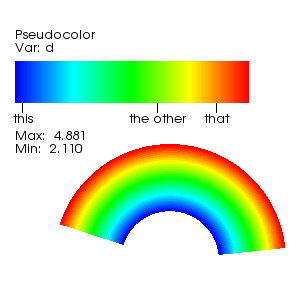 Pseudocolor
Var: d
this the other that
Max: 4.881
Min: 2.110